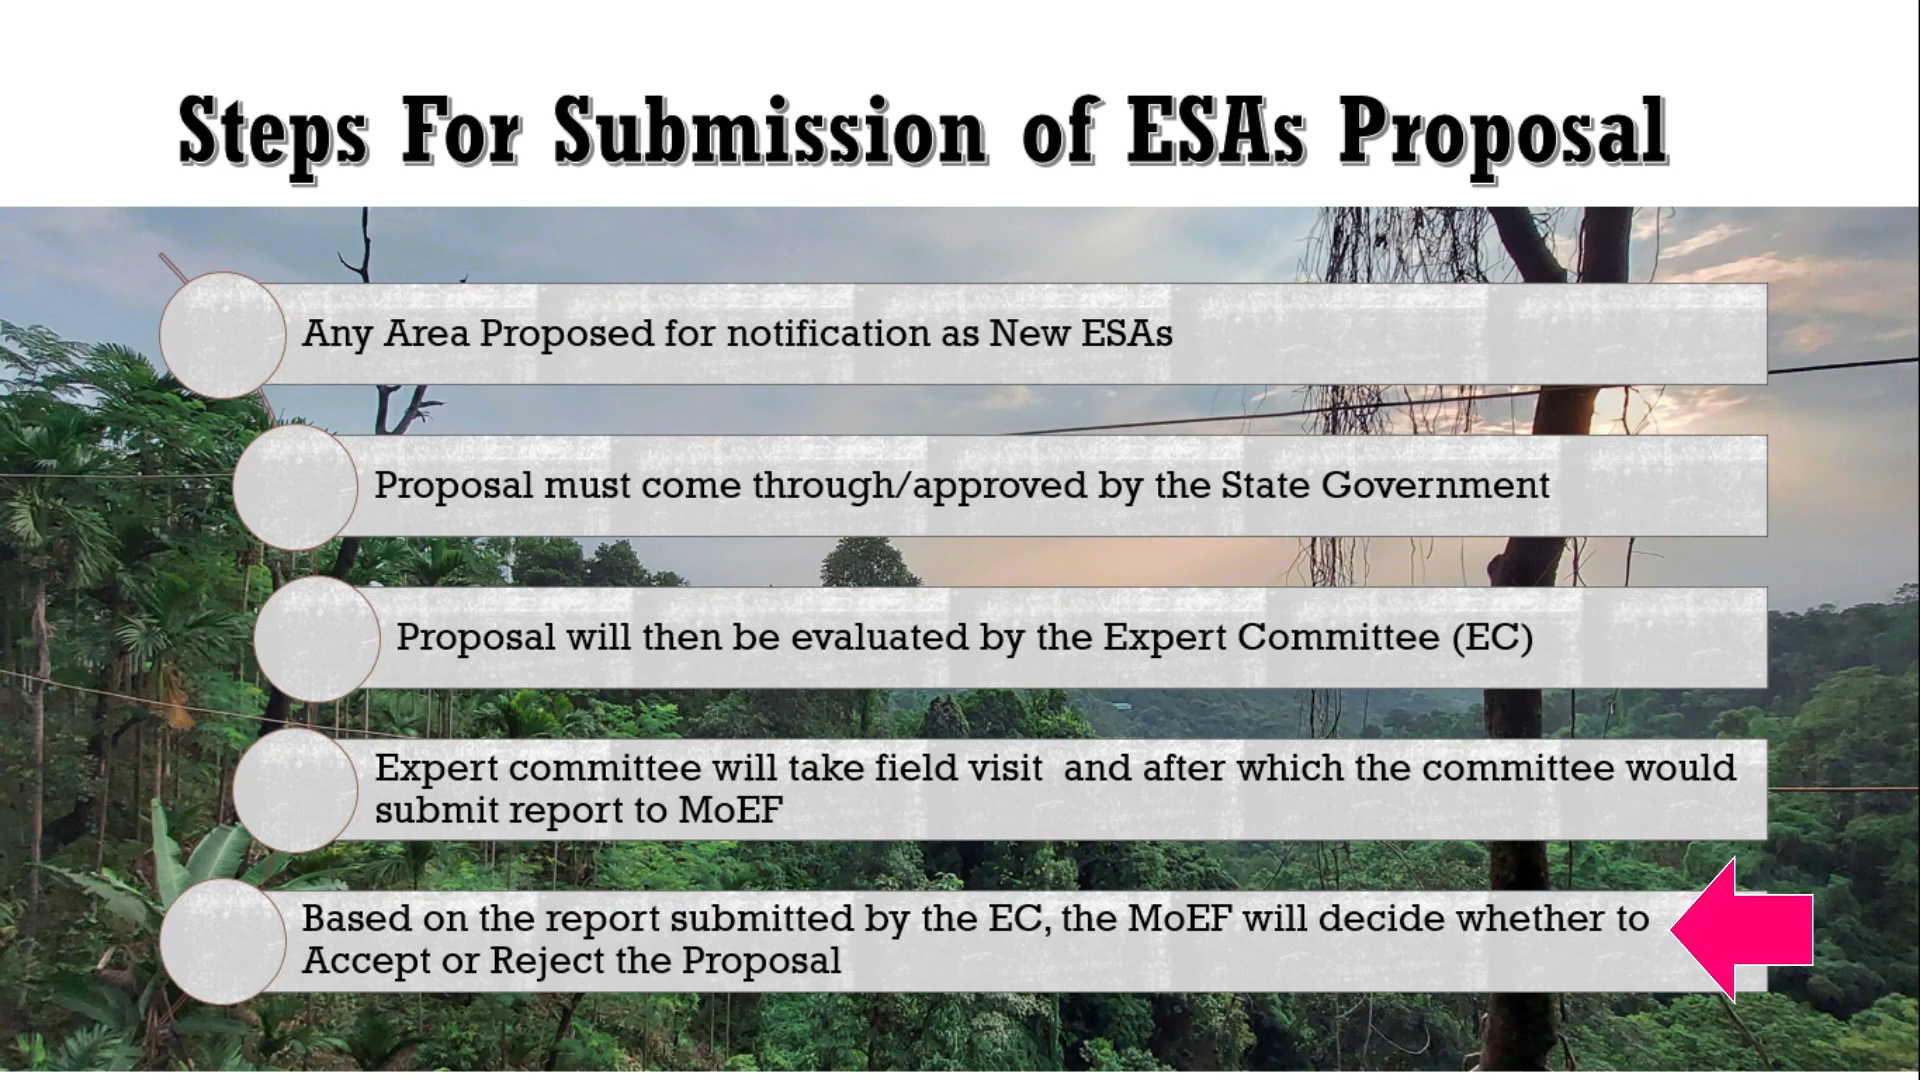 Steps For Submission of ESAs Proposal
Any Area Proposed for notification as New ESAs
Proposal must come through/approved by the State Government
Proposal will then be evaluated by the Expert Committee (EC)
Expert committee will take field visit  and after which the committee would
submit report to MoEF
Based on the report submitted by the EC, the MoEF will decide whether to
Accept or Reject the Proposal